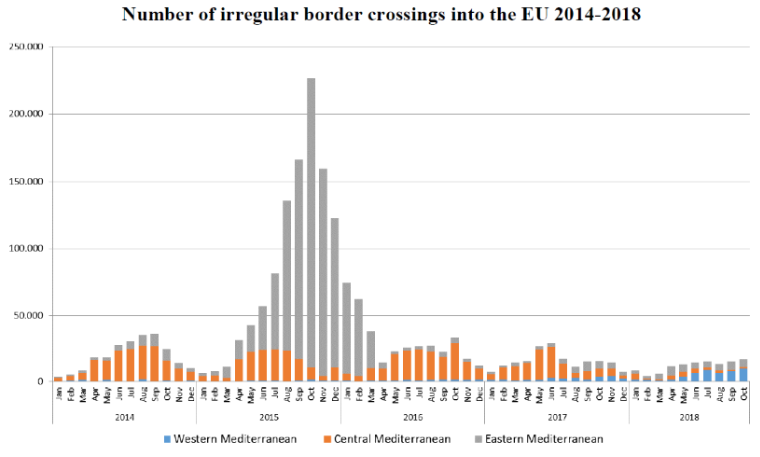 Number of irregular border crossings into the EU 2014-2018
250.000
200.000
150.000
100.000
50.000
0
Jan Feb Mar Apr May Jun Jul Aug Sep Oct Nov Dec Jan Feb Mar Apr May Jun Jul Aug Sep Oct Nov Dec Jan Feb Mar Apr May Jun Jul Aug Sep Oct Nov Dec Jan Feb Mar Apr May Jun Jul Aug Sep Oct Nov Dec Jan Feb Mar Apr May Jun Jul Aug Sep Oct
2014 2015 2016 2017 2018
Western Mediterranean Central Mediterranean Eastern Mediterranean